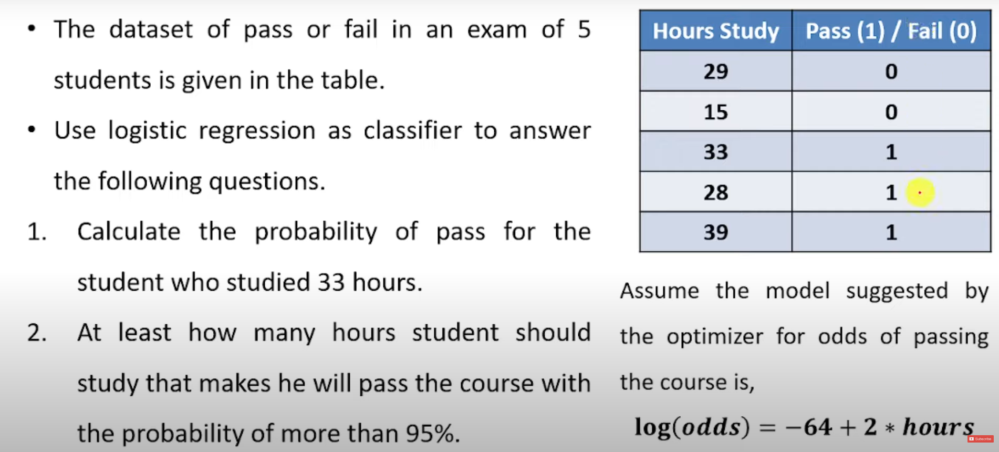 • The dataset of pass or fail in an exam of 5
students is given in the table.
• Use logistic regression as classifier to answer
the following questions.
1. Calculate the probability of pass for the
student who studied 33 hours.
2. At least how many hours student should
study that makes he will pass the course with
the probability of more than 95%.
Hours Study Pass (1) / Fail (0)
29 0
15 0
33 1
28 1
39 1
Assume the model suggested by
the optimizer for odds of passing
the course is,
log(odds) = −64 + 2 * hours
Subscribe